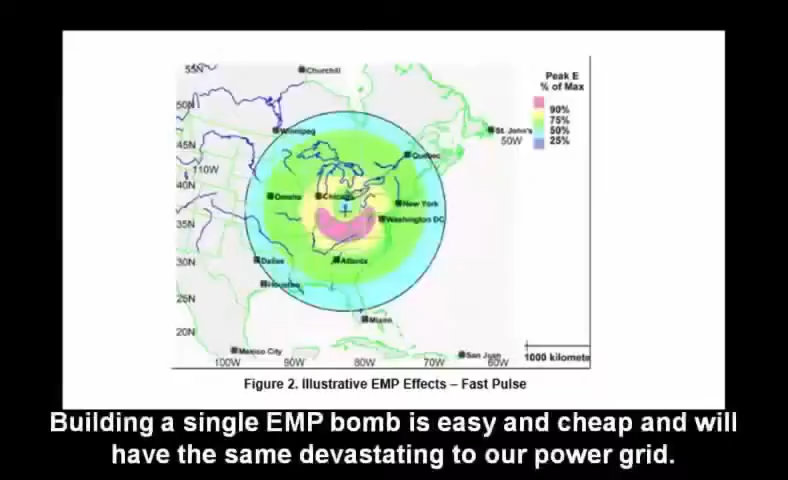 55N
Churchill
Peak E
% of Max
50N
90%
75%
50%
25%
Winnipeg
St. John's
50W
45N
Quebec
110W
40N
Omaha
Chicago
New York
35N
Washington DC
30N
Dallas
Atlanta
25N
Houston
Miami
20N
Mexico City
San Juan
1000 kilomete
100W
90W
80W
70W
60W
Figure 2. Illustrative EMP Effects – Fast Pulse
Building a single EMP bomb is easy and cheap and will
have the same devastating to our power grid.